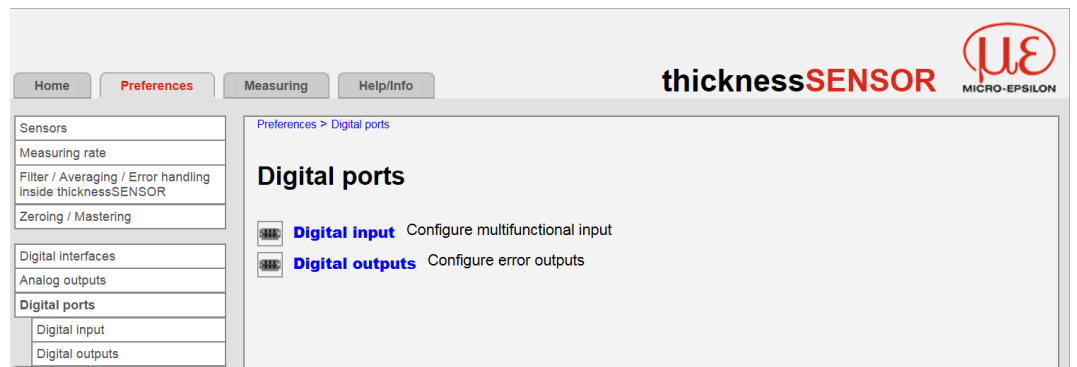 Home
Preferences
Measuring
Help/Info
thicknessSENSOR
με
MICRO-EPSILON
Sensors
Measuring rate
Filter / Averaging / Error handling
inside thicknessSENSOR
Zeroing / Mastering
Digital interfaces
Analog outputs
Digital ports
Digital input
Digital outputs
Preferences > Digital ports
Digital ports
Digital input Configure multifunctional input
Digital outputs Configure error outputs